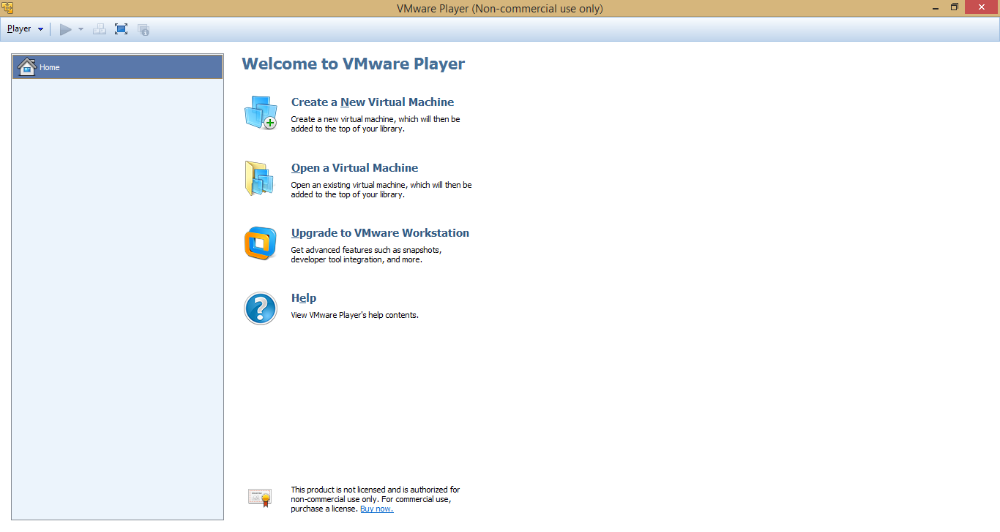 VMware Player (Non-commercial use only)
Player
Home
Welcome to VMware Player
Create a New Virtual Machine
Create a new virtual machine, which will then be
added to the top of your library.
Open a Virtual Machine
Open an existing virtual machine, which will then be
added to the top of your library.
Upgrade to VMware Workstation
Get advanced features such as snapshots,
developer tool integration, and more.
Help
View VMware Player's help contents.
This product is not licensed and is authorized for
non-commercial use only. For commercial use,
purchase a license. Buy now.